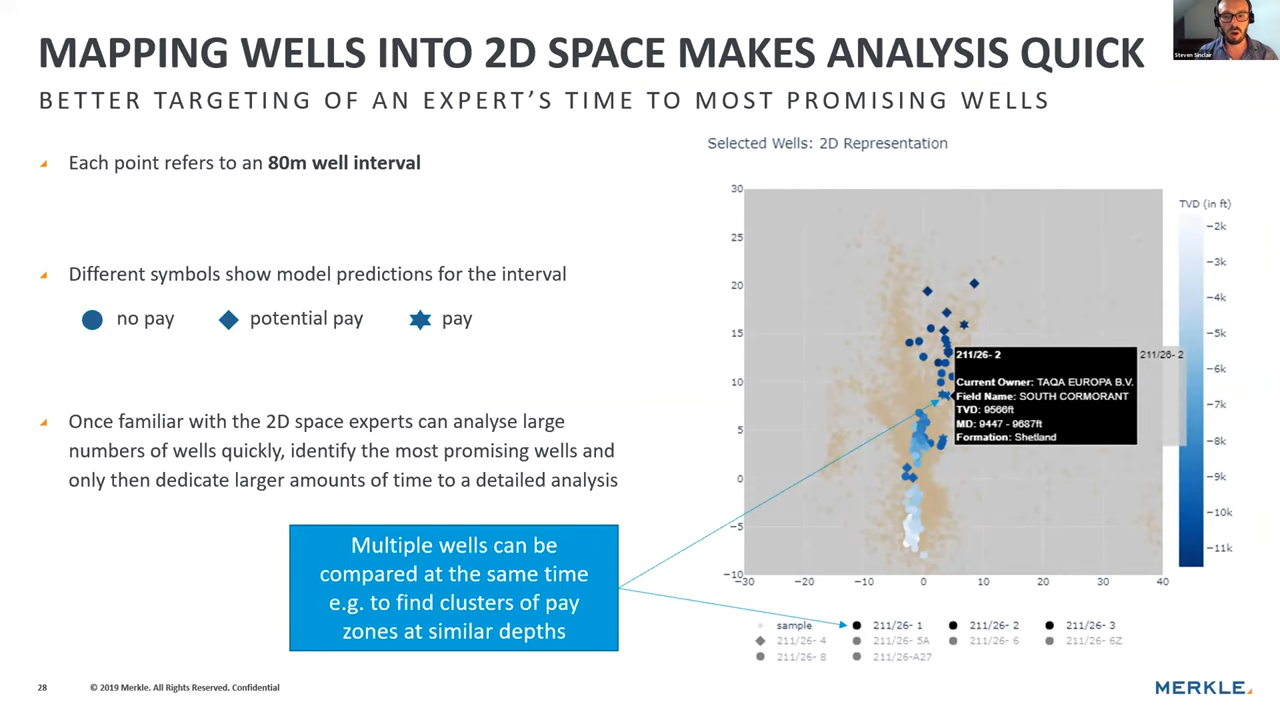 MAPPING WELLS INTO 2D SPACE MAKES ANALYSIS QUICK
BETTER TARGETING OF AN EXPERT'S TIME TO MOST PROMISING WELLS
Steven Sinclair
Each point refers to an 80m well interval
Different symbols show model predictions for the interval
no pay potential pay pay
Once familiar with the 2D space experts can analyse large
numbers of wells quickly, identify the most promising wells and
only then dedicate larger amounts of time to a detailed analysis
Multiple wells can be
compared at the same time
e.g. to find clusters of pay
zones at similar depths
Selected Wells: 2D Representation
30
25
20
15
10
5
0
−5
−10
−30 −20 −10 0 10 20 30 40
211/26- 2
Current Owner: TAQA EUROPA B.V.
Field Name: SOUTH CORMORANT
TVD: 9566ft
MD: 9447 - 9687ft
Formation: Shetland
211/26- 2
TVD (in ft)
−2k
−3k
−4k
−5k
−6k
−7k
−8k
−9k
−10k
−11k
sample 211/26- 1 211/26- 2 211/26- 3
211/26- 4 211/26- 5A 211/26- 6 211/26- 6Z
211/26- 8 211/26-A27
28 © 2019 Merkle. All Rights Reserved. Confidential
MERKLE